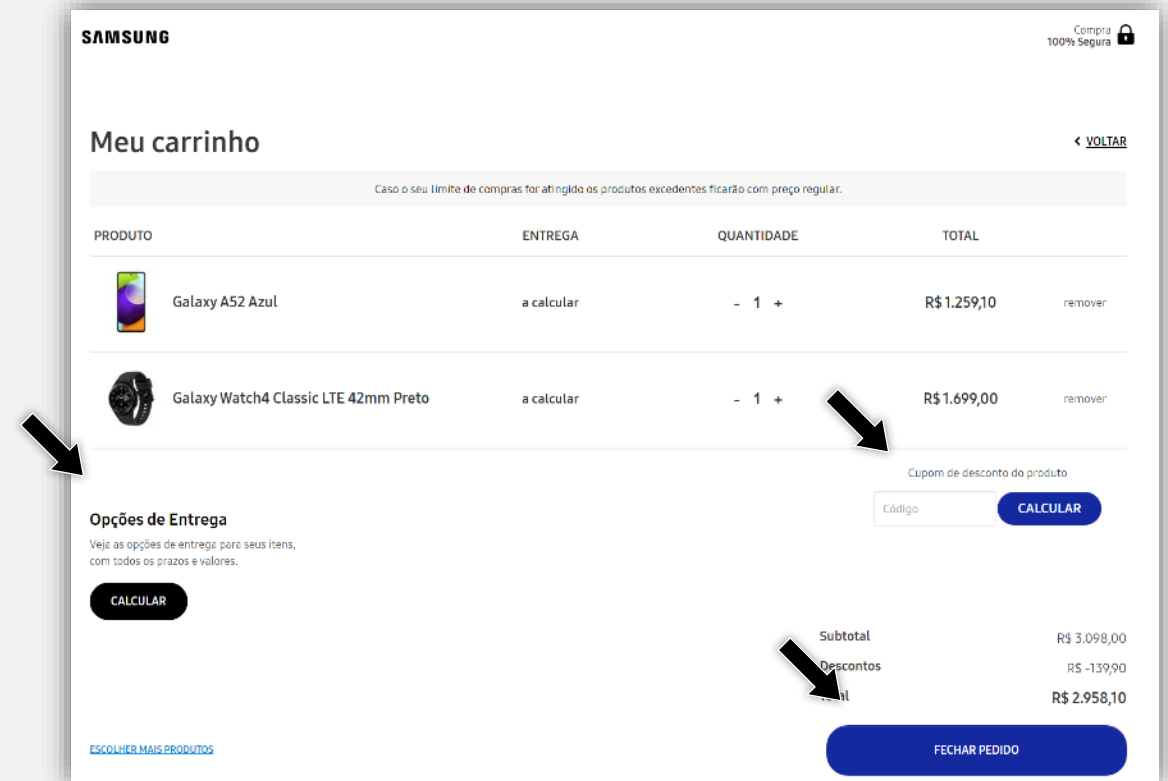 SAMSUNG
Compra
100% Segura
Meu carrinho
VOLTAR
Caso o seu limite de compras for atingido os produtos excedentes ficarão com preço regular.
PRODUTO ENTREGA QUANTIDADE TOTAL
Galaxy A52 Azul a calcular - 1 + R$ 1.259,10 remover
Galaxy Watch4 Classic LTE 42mm Preto a calcular - 1 + R$ 1.699,00 remover
Cupom de desconto do produto
Código CALCULAR
Opções de Entrega
Veja as opções de entrega para seus itens,
com todos os prazos e valores.
CALCULAR
Subtotal R$ 3.098,00
Descontos R$ -139,90
R$ 2.958,10
ESCOLHER MAIS PRODUTOS
FECHAR PEDIDO